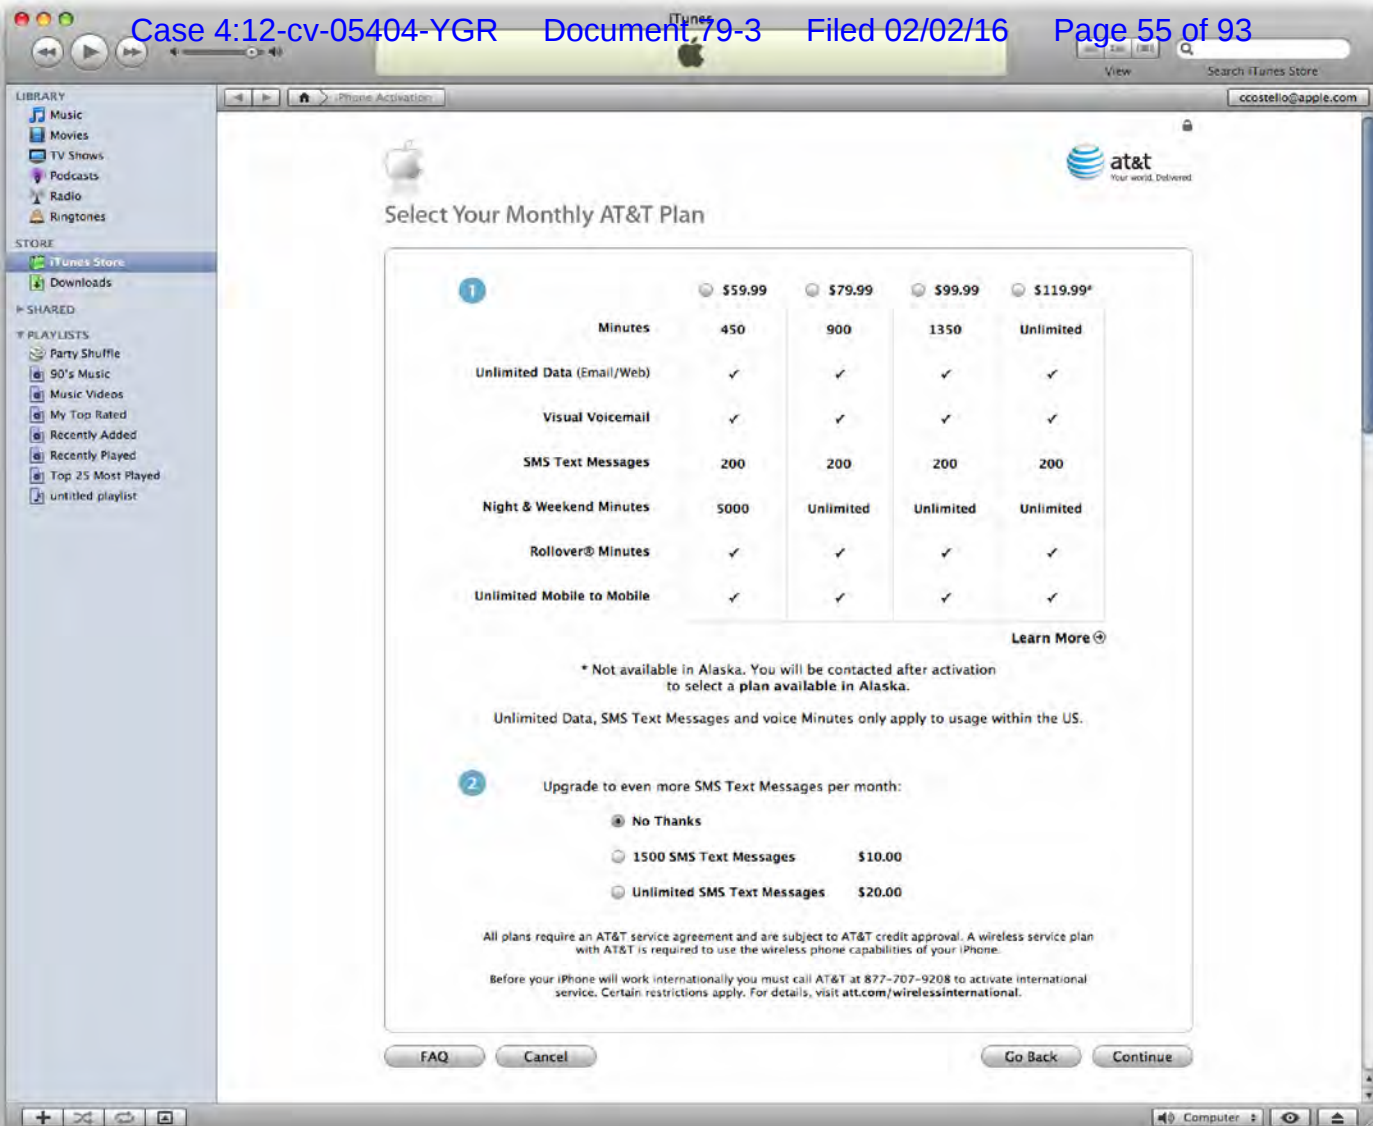 iTunes
Case 4:12-cv-05404-YGR Document 79-3 Filed 02/02/16 Page 55 of 93
View
Search iTunes Store
iPhone Activation
ccostello@apple.com
LIBRARY
Music
Movies
TV Shows
Podcasts
Radio
Ringtones
STORE
iTunes Store
Downloads
SHARED
PLAYLISTS
Party Shuffle
90's Music
Music Videos
My Top Rated
Recently Added
Recently Played
Top 25 Most Played
untitled playlist
at&t
Your world. Delivered.
Select Your Monthly AT&T Plan
1
$59.99 $79.99 $99.99 $119.99*
Minutes 450 900 1350 Unlimited
Unlimited Data (Email/Web) ✓ ✓ ✓ ✓
Visual Voicemail ✓ ✓ ✓ ✓
SMS Text Messages 200 200 200 200
Night & Weekend Minutes 5000 Unlimited Unlimited Unlimited
Rollover® Minutes ✓ ✓ ✓ ✓
Unlimited Mobile to Mobile ✓ ✓ ✓ ✓
Learn More
* Not available in Alaska. You will be contacted after activation
to select a plan available in Alaska.
Unlimited Data, SMS Text Messages and voice Minutes only apply to usage within the US.
2
Upgrade to even more SMS Text Messages per month:
No Thanks
1500 SMS Text Messages $10.00
Unlimited SMS Text Messages $20.00
All plans require an AT&T service agreement and are subject to AT&T credit approval. A wireless service plan
with AT&T is required to use the wireless phone capabilities of your iPhone.
Before your iPhone will work internationally you must call AT&T at 877-707-9208 to activate international
service. Certain restrictions apply. For details, visit att.com/wirelessinternational.
FAQ
Cancel
Go Back
Continue
Computer